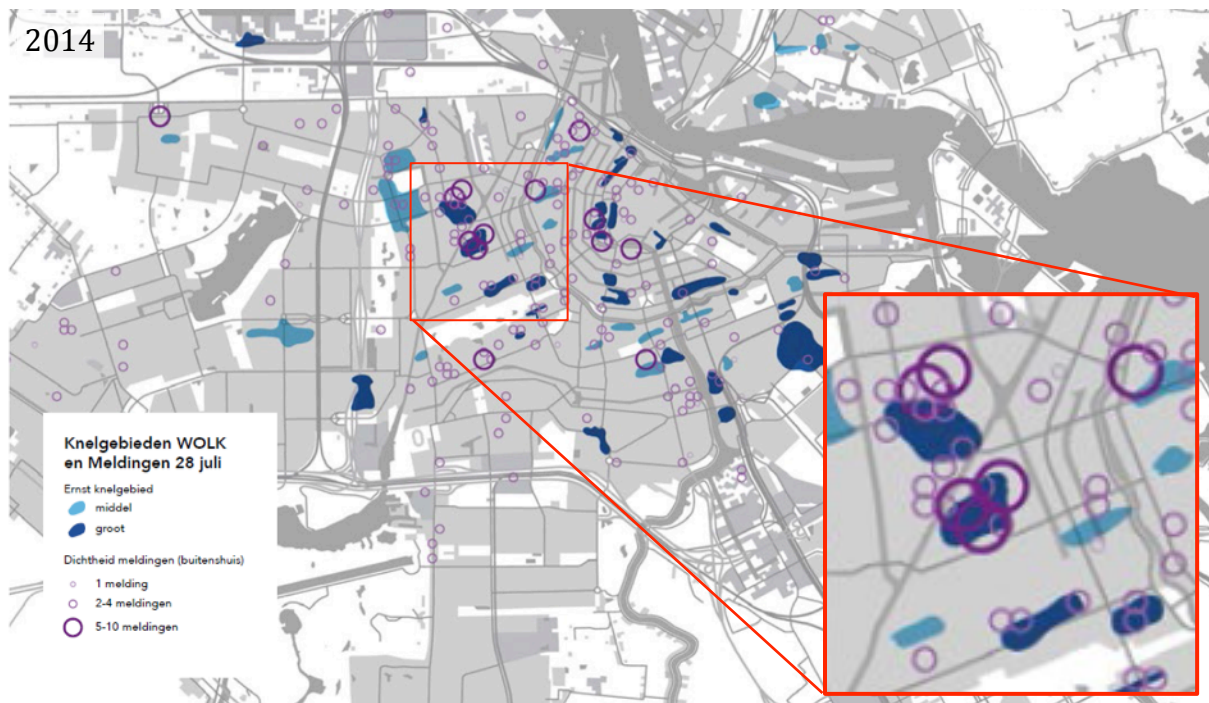 2014
Knelgebieden WOLK
en Meldingen 28 juli
Ernst knelgebied
middel
groot
Dichtheid meldingen (buitenshuis)
1 melding
2-4 meldingen
5-10 meldingen